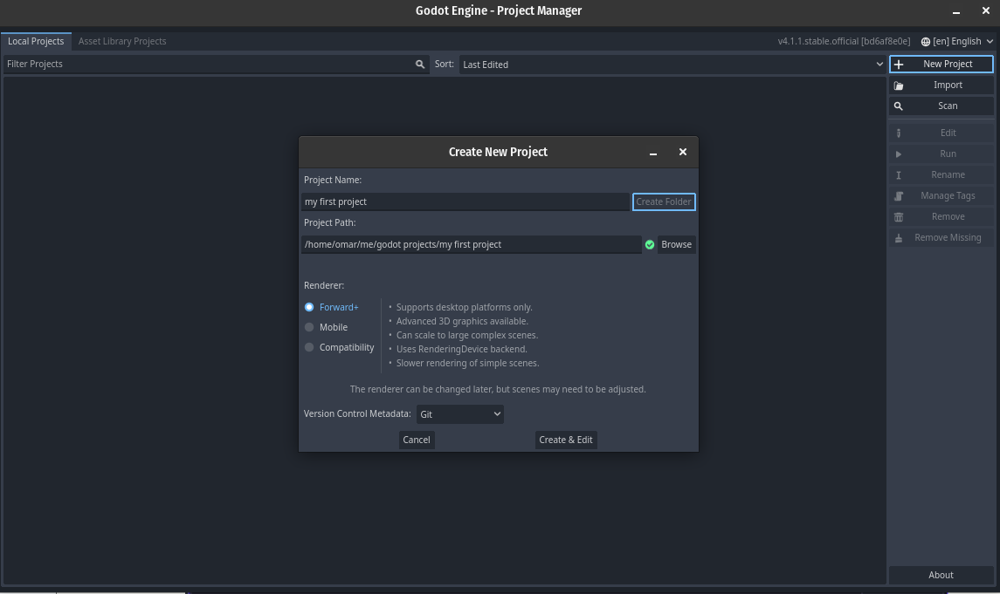 Godot Engine - Project Manager
Local Projects Asset Library Projects v4.1.1.stable.official [bd6af8e0e] [en] English
Filter Projects Sort: Last Edited New Project
Import
Scan
Edit
Run
Rename
Manage Tags
Remove
Remove Missing
Create New Project
Project Name:
my first project Create Folder
Project Path:
/home/omar/me/godot projects/my first project Browse
Renderer:
Forward+
Mobile
Compatibility
• Supports desktop platforms only.
• Advanced 3D graphics available.
• Can scale to large complex scenes.
• Uses RenderingDevice backend.
• Slower rendering of simple scenes.
The renderer can be changed later, but scenes may need to be adjusted.
Version Control Metadata: Git
Cancel Create & Edit
About